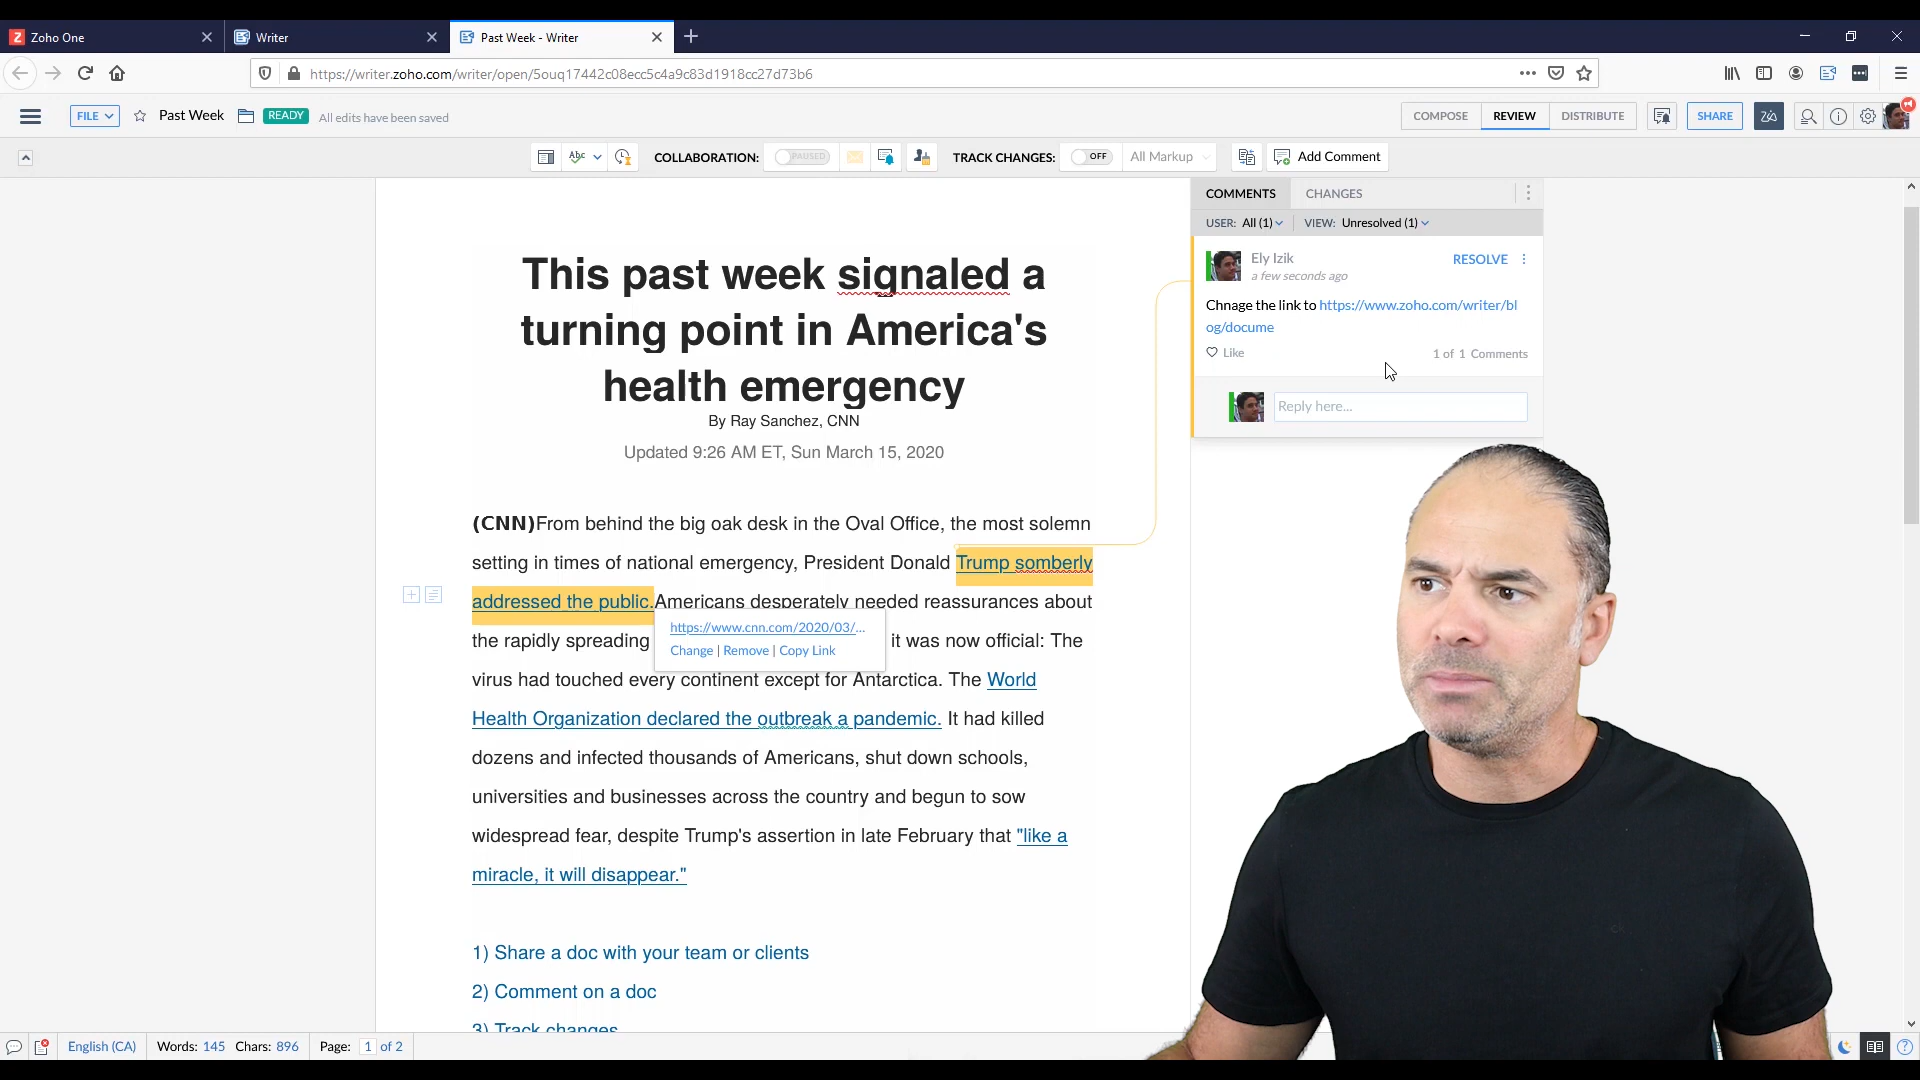 Zoho One
Writer
Past Week - Writer
https://writer.zoho.com/writer/open/5ouq17442c08ecc5c4a9c83d1918cc27d73b6
FILE
Past Week
READY
All edits have been saved
COMPOSE
REVIEW
DISTRIBUTE
SHARE
Abc
COLLABORATION:
PAUSED
TRACK CHANGES:
OFF
All Markup
Add Comment
COMMENTS
CHANGES
USER: All (1)
VIEW: Unresolved (1)
Ely Izik
RESOLVE
a few seconds ago
Chnage the link to https://www.zoho.com/writer/bl
og/docume
Like
1 of 1 Comments
Reply here...
This past week signaled a
turning point in America's
health emergency
By Ray Sanchez, CNN
Updated 9:26 AM ET, Sun March 15, 2020
(CNN)From behind the big oak desk in the Oval Office, the most solemn
setting in times of national emergency, President Donald Trump somberly
addressed the public.Americans desperately needed reassurances about
the rapidly spreading it was now official: The
https://www.cnn.com/2020/03/...
Change | Remove | Copy Link
virus had touched every continent except for Antarctica. The World
Health Organization declared the outbreak a pandemic. It had killed
dozens and infected thousands of Americans, shut down schools,
universities and businesses across the country and begun to sow
widespread fear, despite Trump's assertion in late February that "like a
miracle, it will disappear."
1) Share a doc with your team or clients
2) Comment on a doc
3) Track changes
English (CA)
Words: 145 Chars: 896
Page: 1 of 2